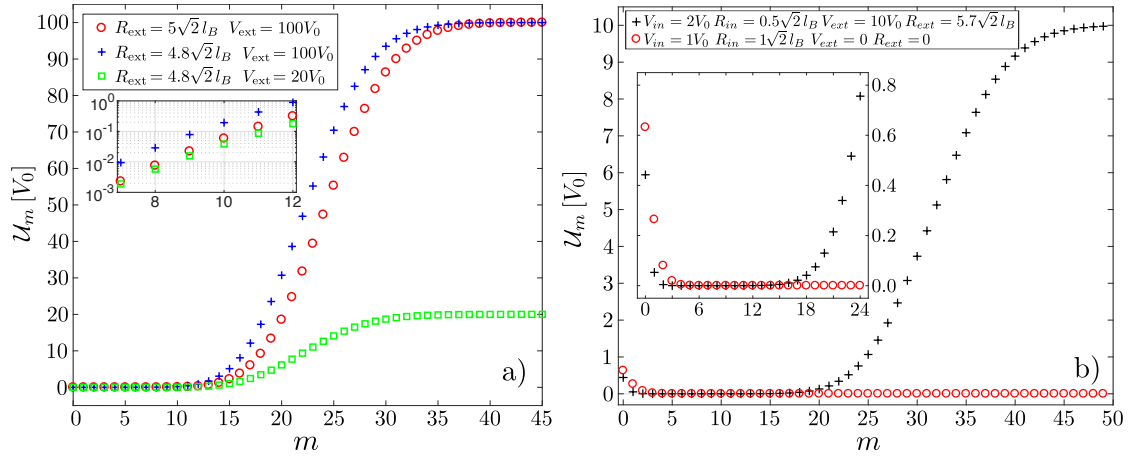 R_ext = 5√2 l_B V_ext = 100V_0
R_ext = 4.8√2 l_B V_ext = 100V_0
R_ext = 4.8√2 l_B V_ext = 20V_0
100
90
80
70
60
50
40
30
20
10
0
𝒰_m [V_0]
10^0
10^-1
10^-2
10^-3
8 10 12
a)
0 5 10 15 20 25 30 35 40 45
m
V_in = 2V_0 R_in = 0.5√2 l_B V_ext = 10V_0 R_ext = 5.7√2 l_B
V_in = 1V_0 R_in = 1√2 l_B V_ext = 0 R_ext = 0
10
9
8
7
6
5
4
3
2
1
0
𝒰_m [V_0]
0.8
0.6
0.4
0.2
0.0
0 6 12 18 24
b)
0 5 10 15 20 25 30 35 40 45 50
m